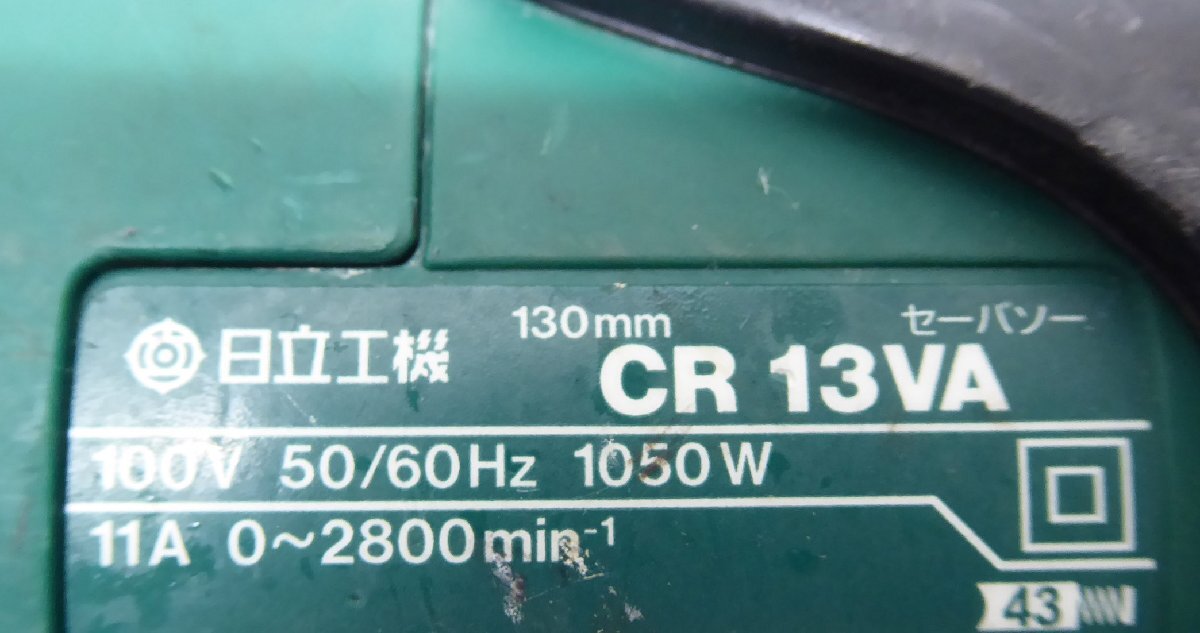 130mm セーバソー
日立工機 CR 13VA
100V 50/60Hz 1050W
11A 0~2800min-1
43